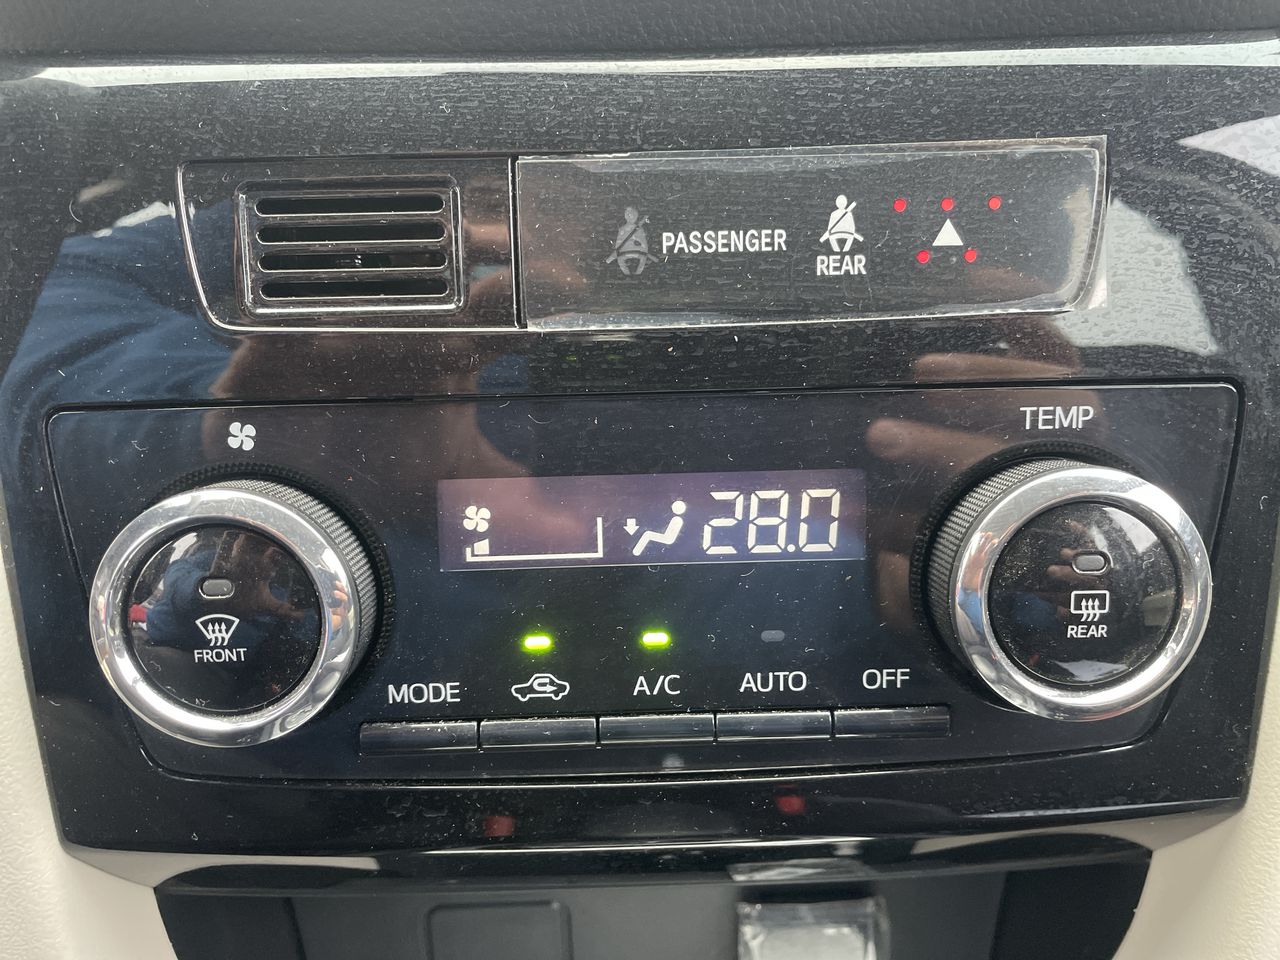 PASSENGER
REAR
TEMP
28.0
FRONT
REAR
MODE
A/C
AUTO
OFF